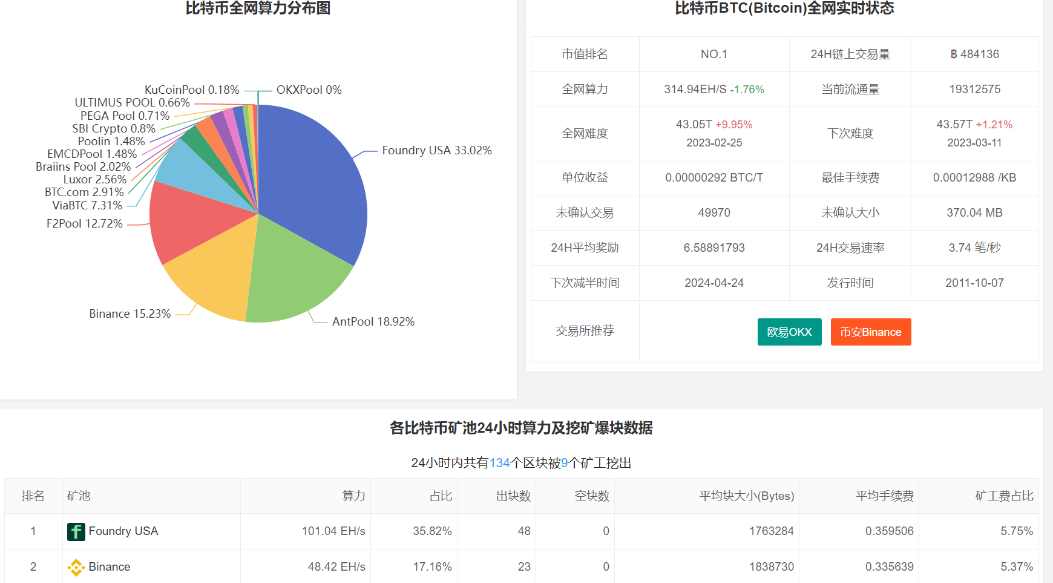 比特币全网算力分布图
KuCoinPool 0.18%
OKXPool 0%
ULTIMUS POOL 0.66%
PEGA Pool 0.71%
SBI Crypto 0.8%
Poolin 1.48%
EMCDPool 1.48%
Braiins Pool 2.02%
Luxor 2.56%
BTC.com 2.91%
ViaBTC 7.31%
F2Pool 12.72%
Foundry USA 33.02%
Binance 15.23%
AntPool 18.92%
比特币BTC(Bitcoin)全网实时状态
市值排名 NO.1 24H链上交易量 ฿ 484136
全网算力 314.94EH/S -1.76% 当前流通量 19312575
全网难度 43.05T +9.95% 2023-02-25 下次难度 43.57T +1.21% 2023-03-11
单位收益 0.00000292 BTC/T 最佳手续费 0.00012988 /KB
未确认交易 49970 未确认大小 370.04 MB
24H平均奖励 6.58891793 24H交易速率 3.74 笔/秒
下次减半时间 2024-04-24 发行时间 2011-10-07
交易所推荐 欧易OKX 币安Binance
各比特币矿池24小时算力及挖矿爆块数据
24小时内共有134个区块被9个矿工挖出
排名 矿池 算力 占比 出块数 空块数 平均块大小(Bytes) 平均手续费 矿工费占比
1 Foundry USA 101.04 EH/s 35.82% 48 0 1763284 0.359506 5.75%
2 Binance 48.42 EH/s 17.16% 23 0 1838730 0.335639 5.37%